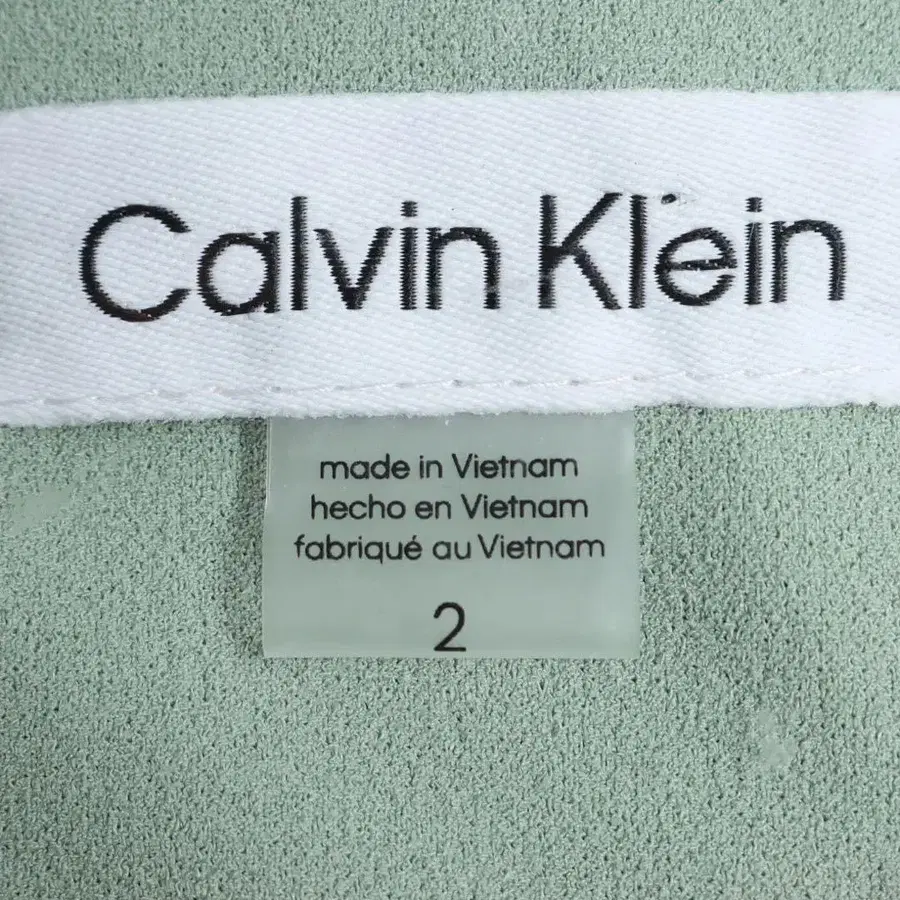 Calvin Klein
made in Vietnam
hecho en Vietnam
fabriqué au Vietnam
2